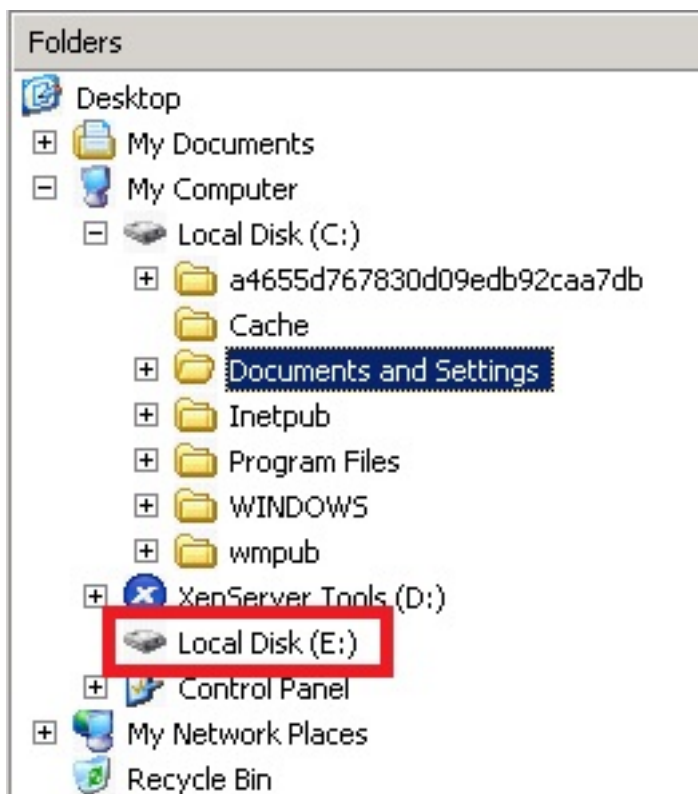 Folders
Desktop
My Documents
My Computer
Local Disk (C:)
a4655d767830d09edb92caa7db
Cache
Documents and Settings
Inetpub
Program Files
WINDOWS
wmpub
XenServer Tools (D:)
Local Disk (E:)
Control Panel
My Network Places
Recycle Bin